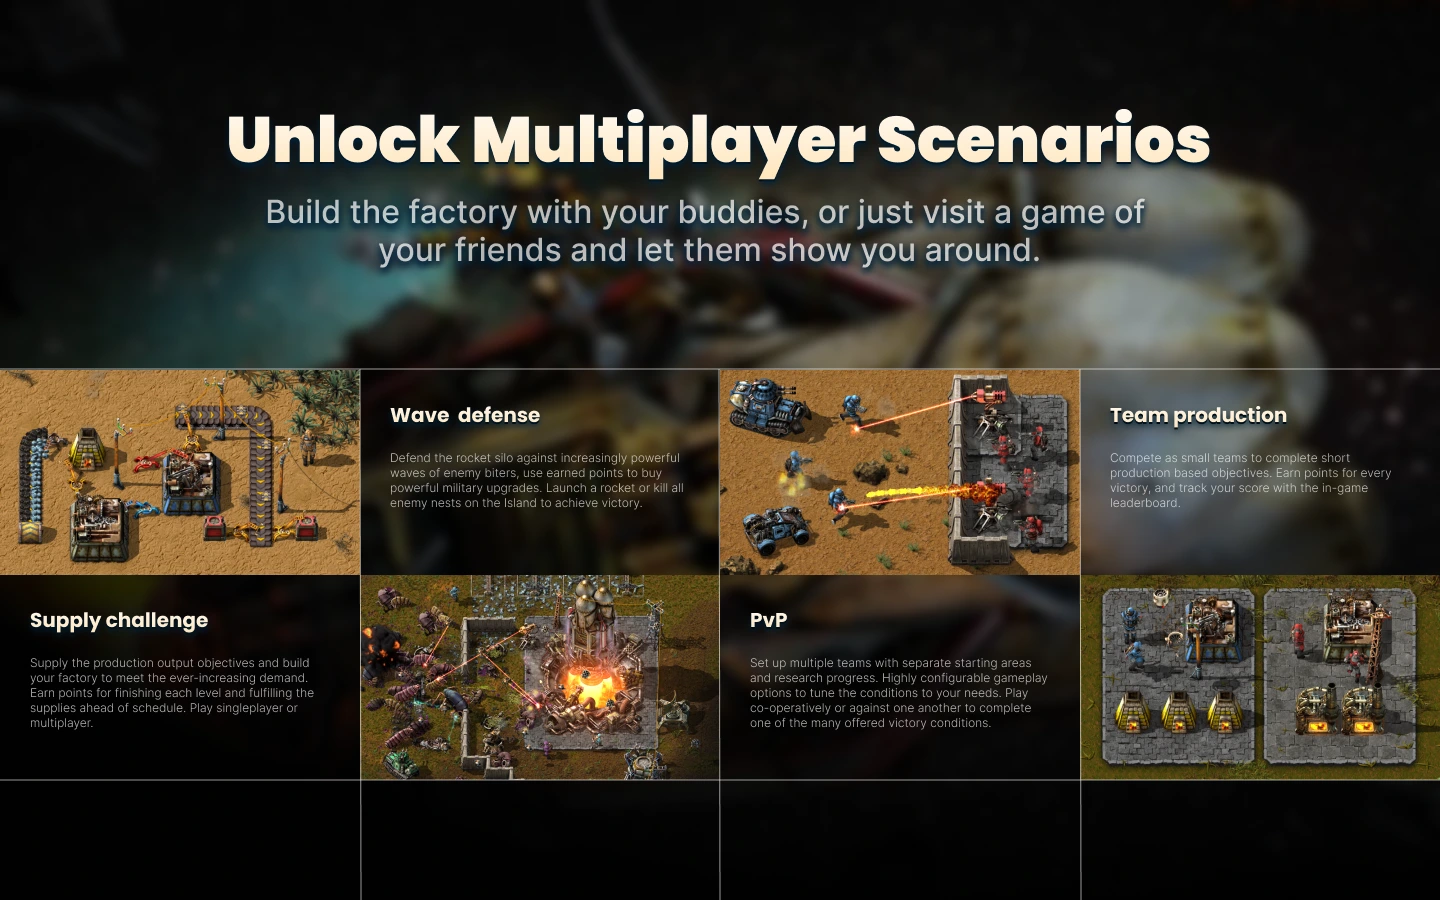 Unlock Multiplayer Scenarios
Build the factory with your buddies, or just visit a game of
your friends and let them show you around.
Wave defense
Defend the rocket silo against increasingly powerful
waves of enemy biters, use earned points to buy
powerful military upgrades. Launch a rocket or kill all
enemy nests on the Island to achieve victory.
Team production
Compete as small teams to complete short
production based objectives. Earn points for every
victory, and track your score with the in-game
leaderboard.
Supply challenge
Supply the production output objectives and build
your factory to meet the ever-increasing demand.
Earn points for finishing each level and fulfilling the
supplies ahead of schedule. Play singleplayer or
multiplayer.
PvP
Set up multiple teams with separate starting areas
and research progress. Highly configurable gameplay
options to tune the conditions to your needs. Play
co-operatively or against one another to complete
one of the many offered victory conditions.